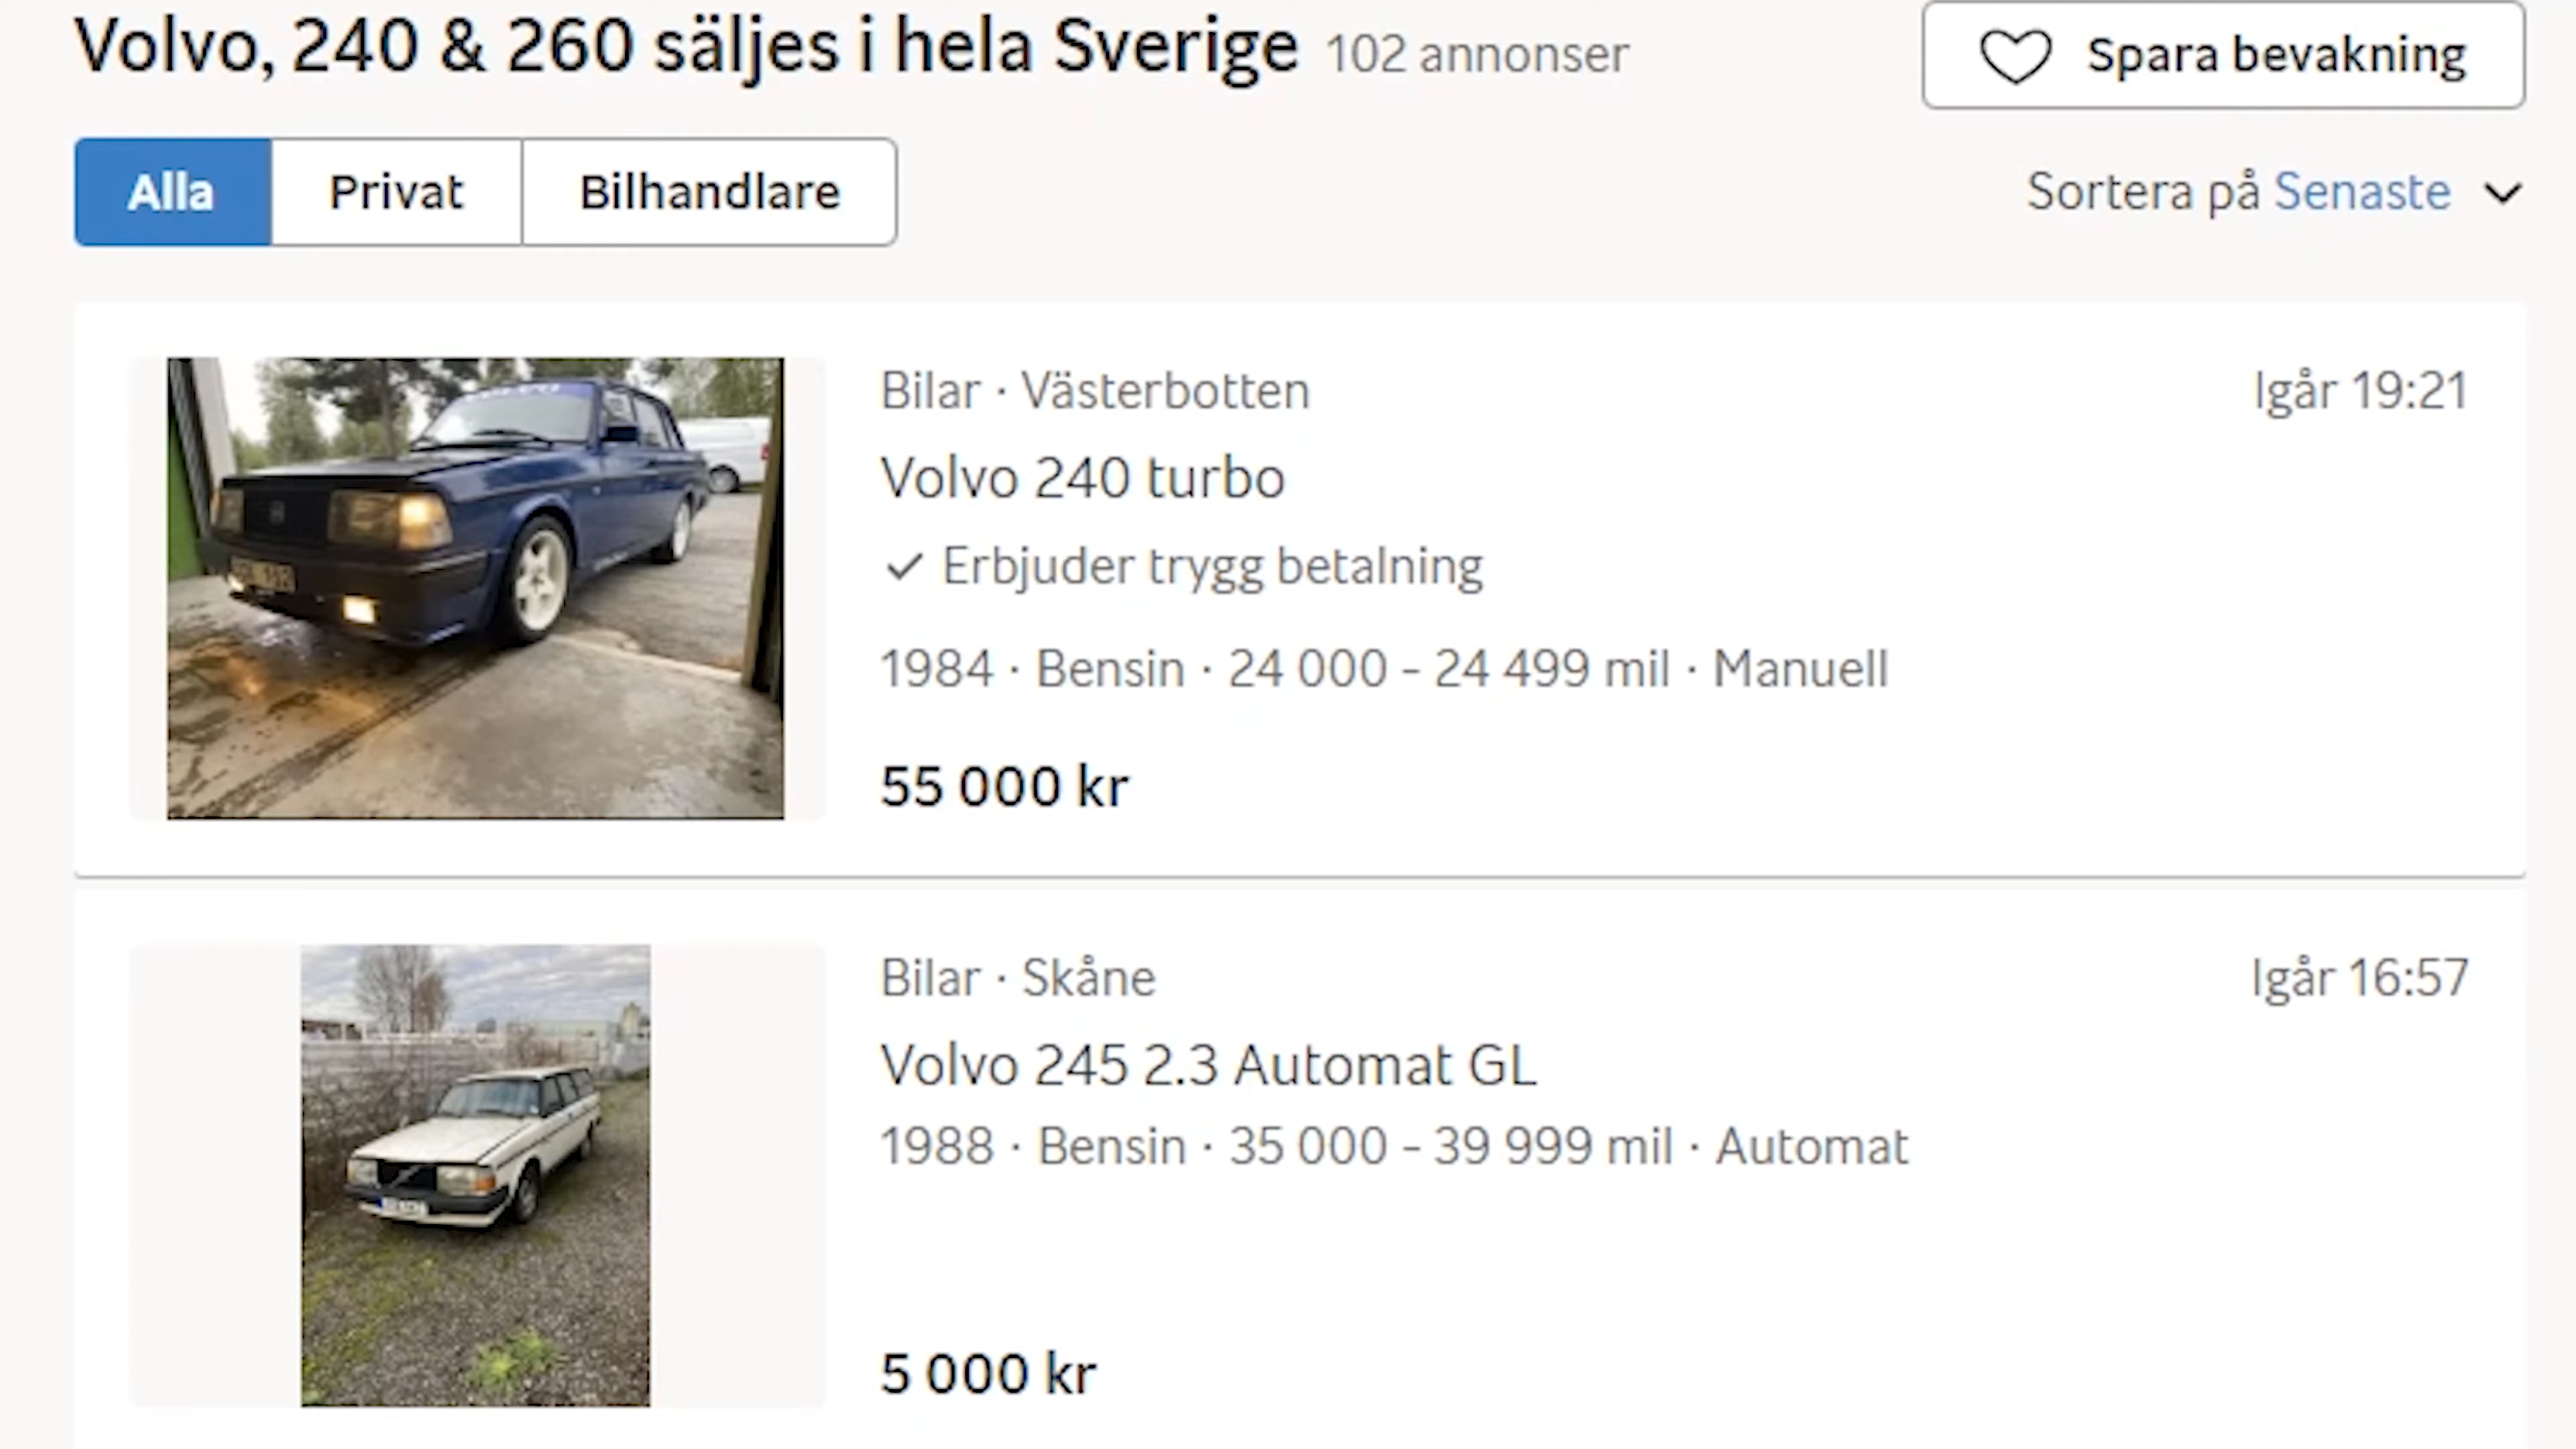 Volvo, 240 & 260 säljes i hela Sverige 102 annonser
Spara bevakning
Alla Privat Bilhandlare
Sortera på Senaste
Bilar · Västerbotten
Igår 19:21
Volvo 240 turbo
✓ Erbjuder trygg betalning
1984 · Bensin · 24 000 - 24 499 mil · Manuell
55 000 kr
Bilar · Skåne
Igår 16:57
Volvo 245 2.3 Automat GL
1988 · Bensin · 35 000 - 39 999 mil · Automat
5 000 kr